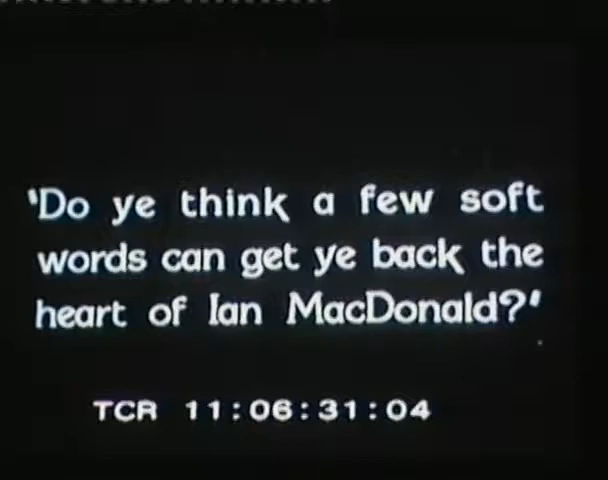 'Do ye think a few soft
words can get ye back the
heart of Ian MacDonald?'
TCR 11:06:31:04